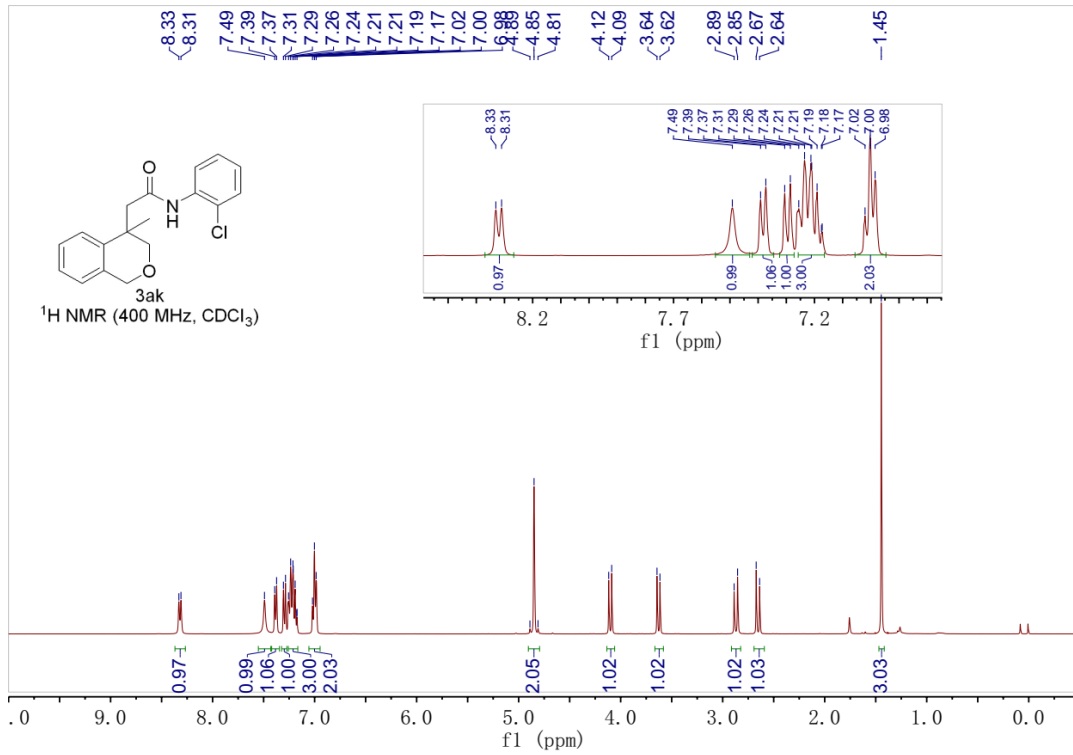 8.33 8.31 7.49 7.39 7.37 7.31 7.29 7.26 7.24 7.21 7.21 7.19 7.17 7.02 7.00 6.98 4.89 4.85 4.81 4.12 4.09 3.64 3.62 2.89 2.85 2.67 2.64 1.45
8.33 8.31 7.49 7.39 7.37 7.31 7.29 7.26 7.24 7.21 7.21 7.19 7.18 7.17 7.02 7.00 6.98
0.97 0.99 1.06 1.00 3.00 2.03
8.2 7.7 7.2
f1 (ppm)
O
N
H
Cl
O
3ak
¹H NMR (400 MHz, CDCl₃)
0.97 0.99 1.06 1.00 3.00 2.03 2.05 1.02 1.02 1.02 1.03 3.03
.0 9.0 8.0 7.0 6.0 5.0 4.0 3.0 2.0 1.0 0.0
f1 (ppm)